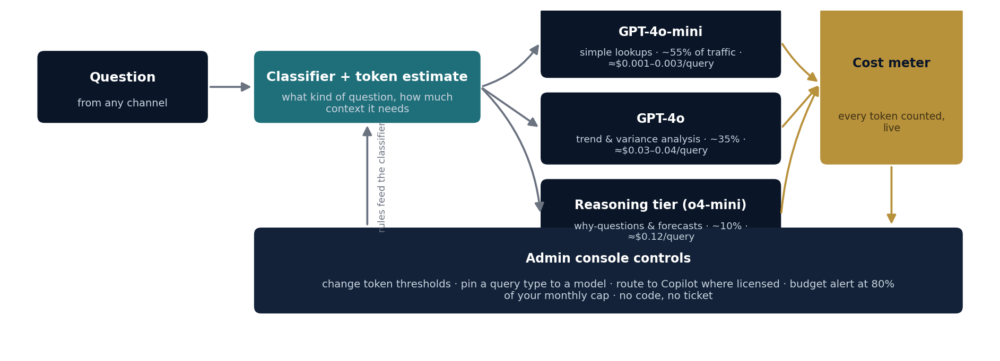 Question
from any channel
Classifier + token estimate
what kind of question, how much
context it needs
GPT-4o-mini
simple lookups · ~55% of traffic ·
≈$0.001–0.003/query
GPT-4o
trend & variance analysis · ~35% ·
≈$0.03–0.04/query
Reasoning tier (o4-mini)
why-questions & forecasts · ~10% ·
≈$0.12/query
Cost meter
every token counted,
live
rules feed the classifier
Admin console controls
change token thresholds · pin a query type to a model · route to Copilot where licensed · budget alert at 80%
of your monthly cap · no code, no ticket